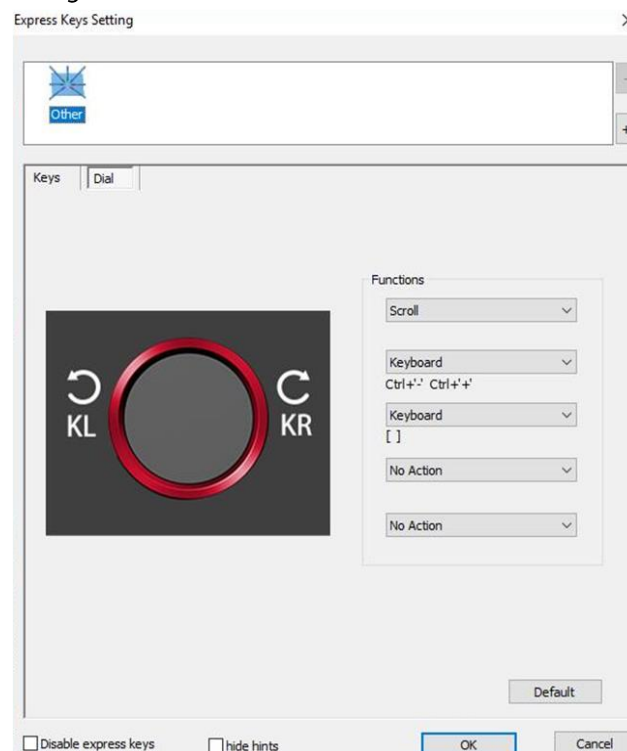 Express Keys Setting
Other
Keys Dial
Functions
Scroll
Keyboard
Ctrl+'-' Ctrl+'+'
Keyboard
[ ]
No Action
No Action
KL
KR
Default
Disable express keys hide hints OK Cancel